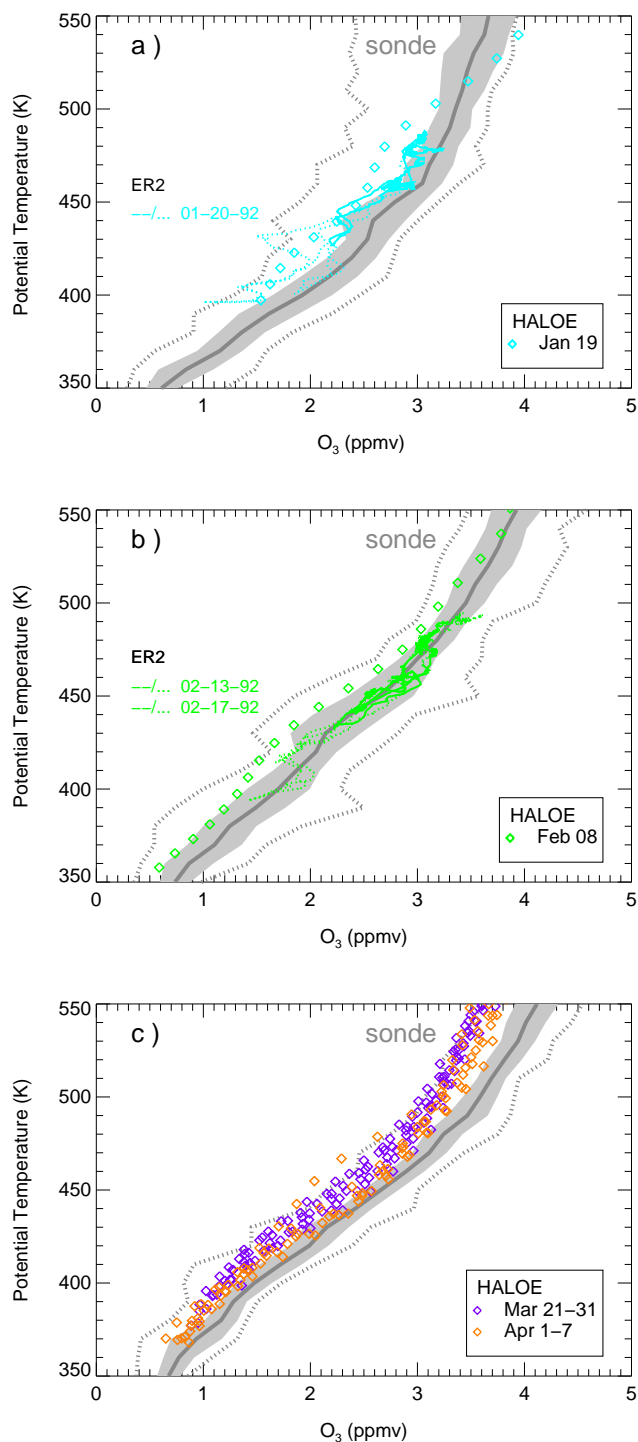 550
a )
sonde
500
ER2
450
−−/... 01−20−92
400
HALOE
Jan 19
350
0 1 2 3 4 5
O3 (ppmv)
Potential Temperature (K)
550
b )
sonde
500
ER2
450
−−/... 02−13−92
−−/... 02−17−92
400
HALOE
Feb 08
350
0 1 2 3 4 5
O3 (ppmv)
Potential Temperature (K)
550
c )
sonde
500
450
400
HALOE
Mar 21−31
Apr 1−7
350
0 1 2 3 4 5
O3 (ppmv)
Potential Temperature (K)